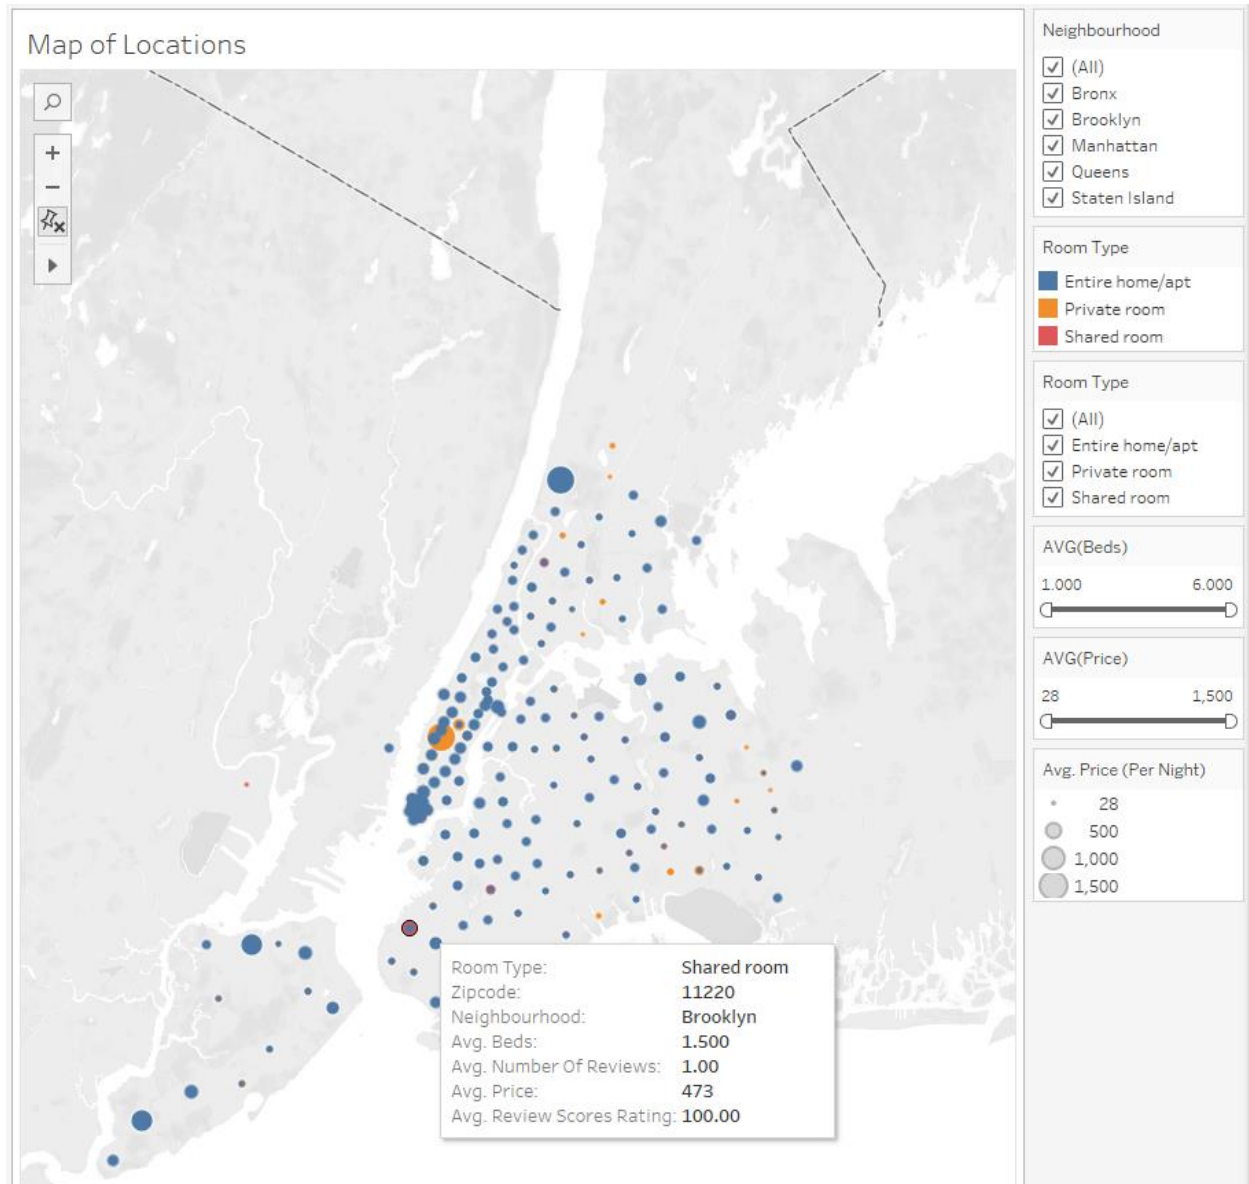 Map of Locations
Neighbourhood
(All)
Bronx
Brooklyn
Manhattan
Queens
Staten Island
Room Type
Entire home/apt
Private room
Shared room
Room Type
(All)
Entire home/apt
Private room
Shared room
AVG(Beds)
1.000 6.000
AVG(Price)
28 1,500
Avg. Price (Per Night)
28
500
1,000
1,500
Room Type: Shared room
Zipcode: 11220
Neighbourhood: Brooklyn
Avg. Beds: 1.500
Avg. Number Of Reviews: 1.00
Avg. Price: 473
Avg. Review Scores Rating: 100.00